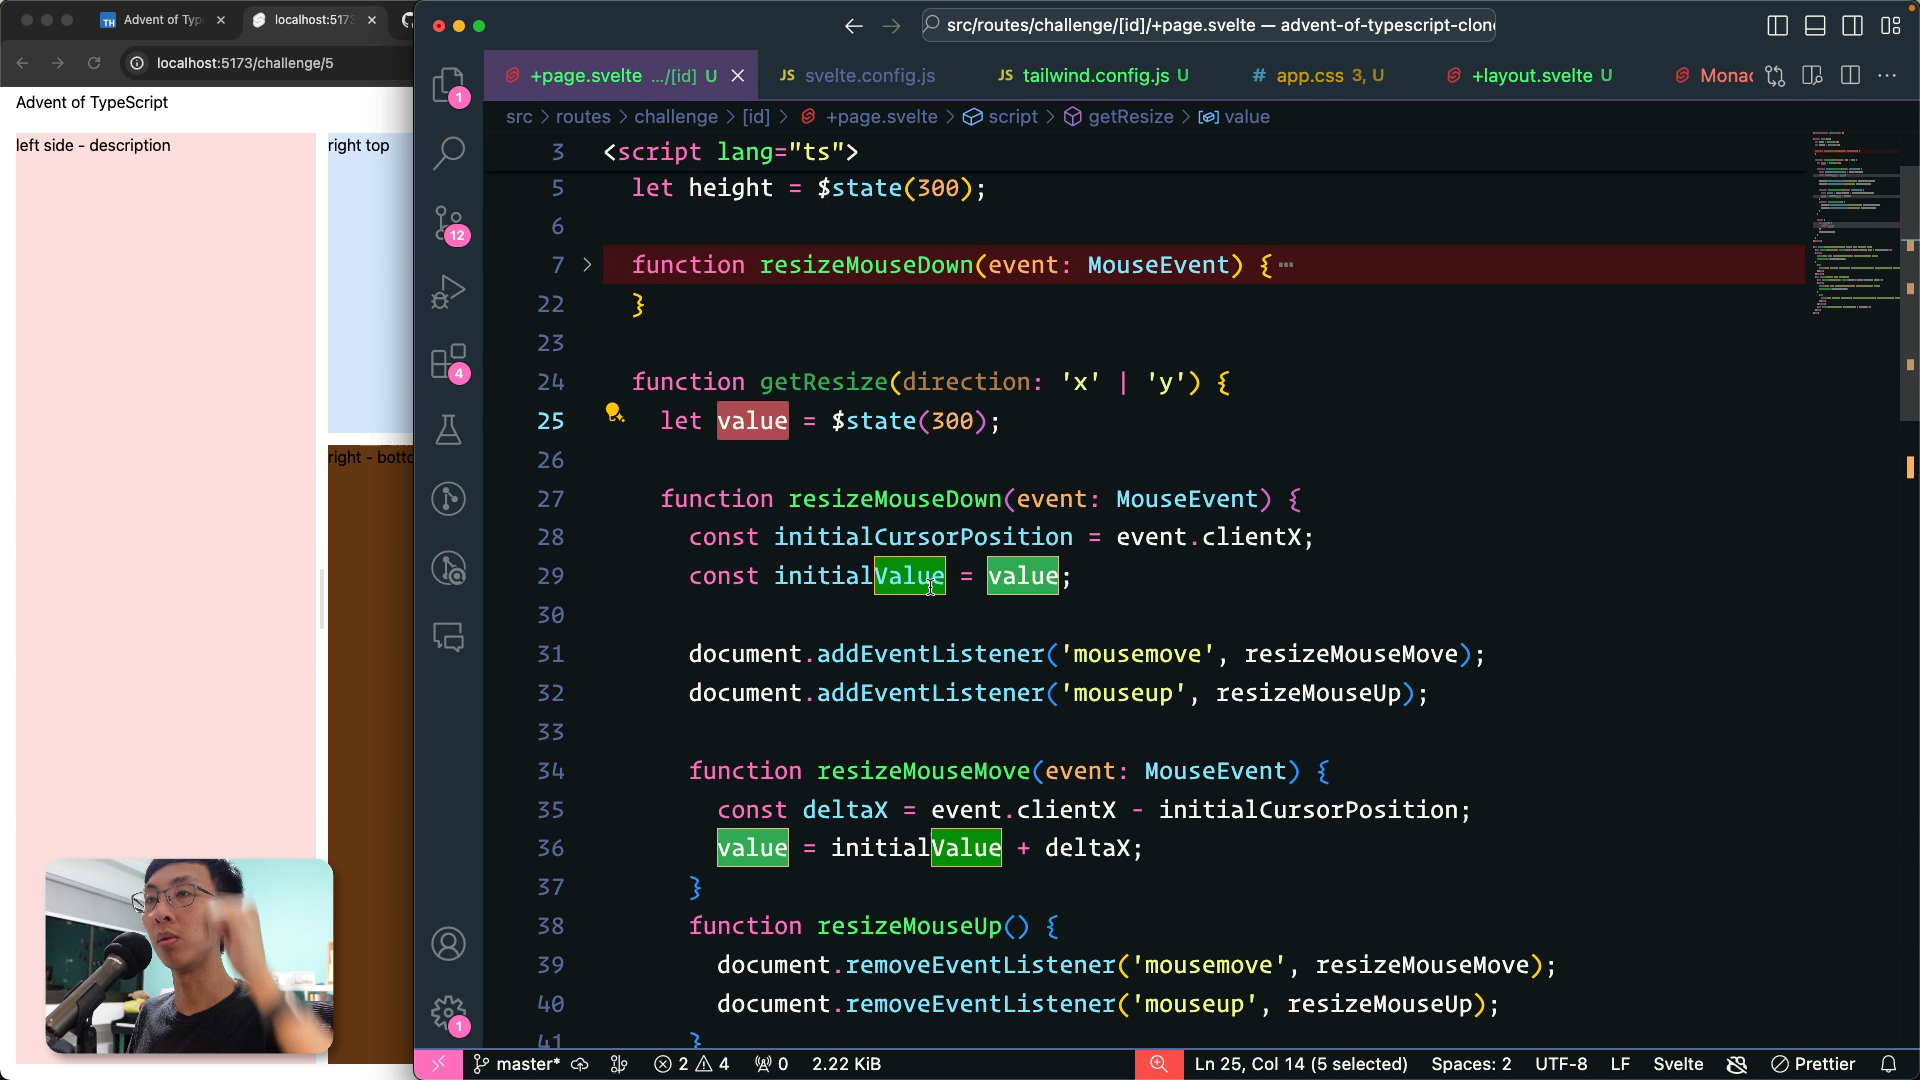 Advent of Typ
localhost:5173
localhost:5173/challenge/5
Advent of TypeScript
left side - description
right top
right - botto
src/routes/challenge/[id]/+page.svelte — advent-of-typescript-clon
+page.svelte .../[id] U
JS svelte.config.js
JS tailwind.config.js U
# app.css 3, U
+layout.svelte U
Monac
src > routes > challenge > [id] > +page.svelte > script > getResize > value
3 <script lang="ts">
5 let height = $state(300);
6
7 function resizeMouseDown(event: MouseEvent) {⋯
22 }
23
24 function getResize(direction: 'x' | 'y') {
25 let value = $state(300);
26
27 function resizeMouseDown(event: MouseEvent) {
28 const initialCursorPosition = event.clientX;
29 const initialValue = value;
30
31 document.addEventListener('mousemove', resizeMouseMove);
32 document.addEventListener('mouseup', resizeMouseUp);
33
34 function resizeMouseMove(event: MouseEvent) {
35 const deltaX = event.clientX - initialCursorPosition;
36 value = initialValue + deltaX;
37 }
38 function resizeMouseUp() {
39 document.removeEventListener('mousemove', resizeMouseMove);
40 document.removeEventListener('mouseup', resizeMouseUp);
41 }
1
12
4
1
master* 2 4 0 2.22 KiB
Ln 25, Col 14 (5 selected) Spaces: 2 UTF-8 LF Svelte Prettier